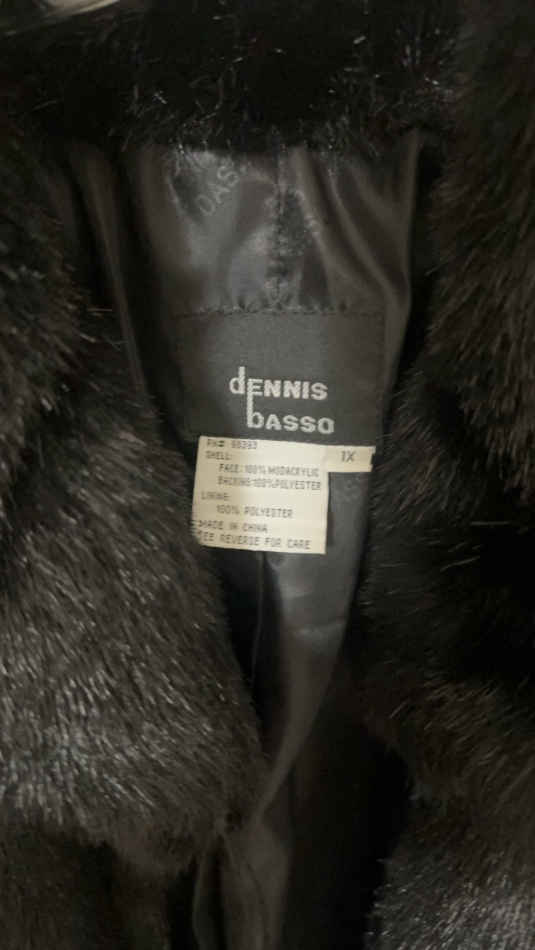 dENNIS
basso
1X
RN# 96393
SHELL:
FACE: 100% MODACRYLIC
BACKING: 100% POLYESTER
LINING:
100% POLYESTER
MADE IN CHINA
SEE REVERSE FOR CARE